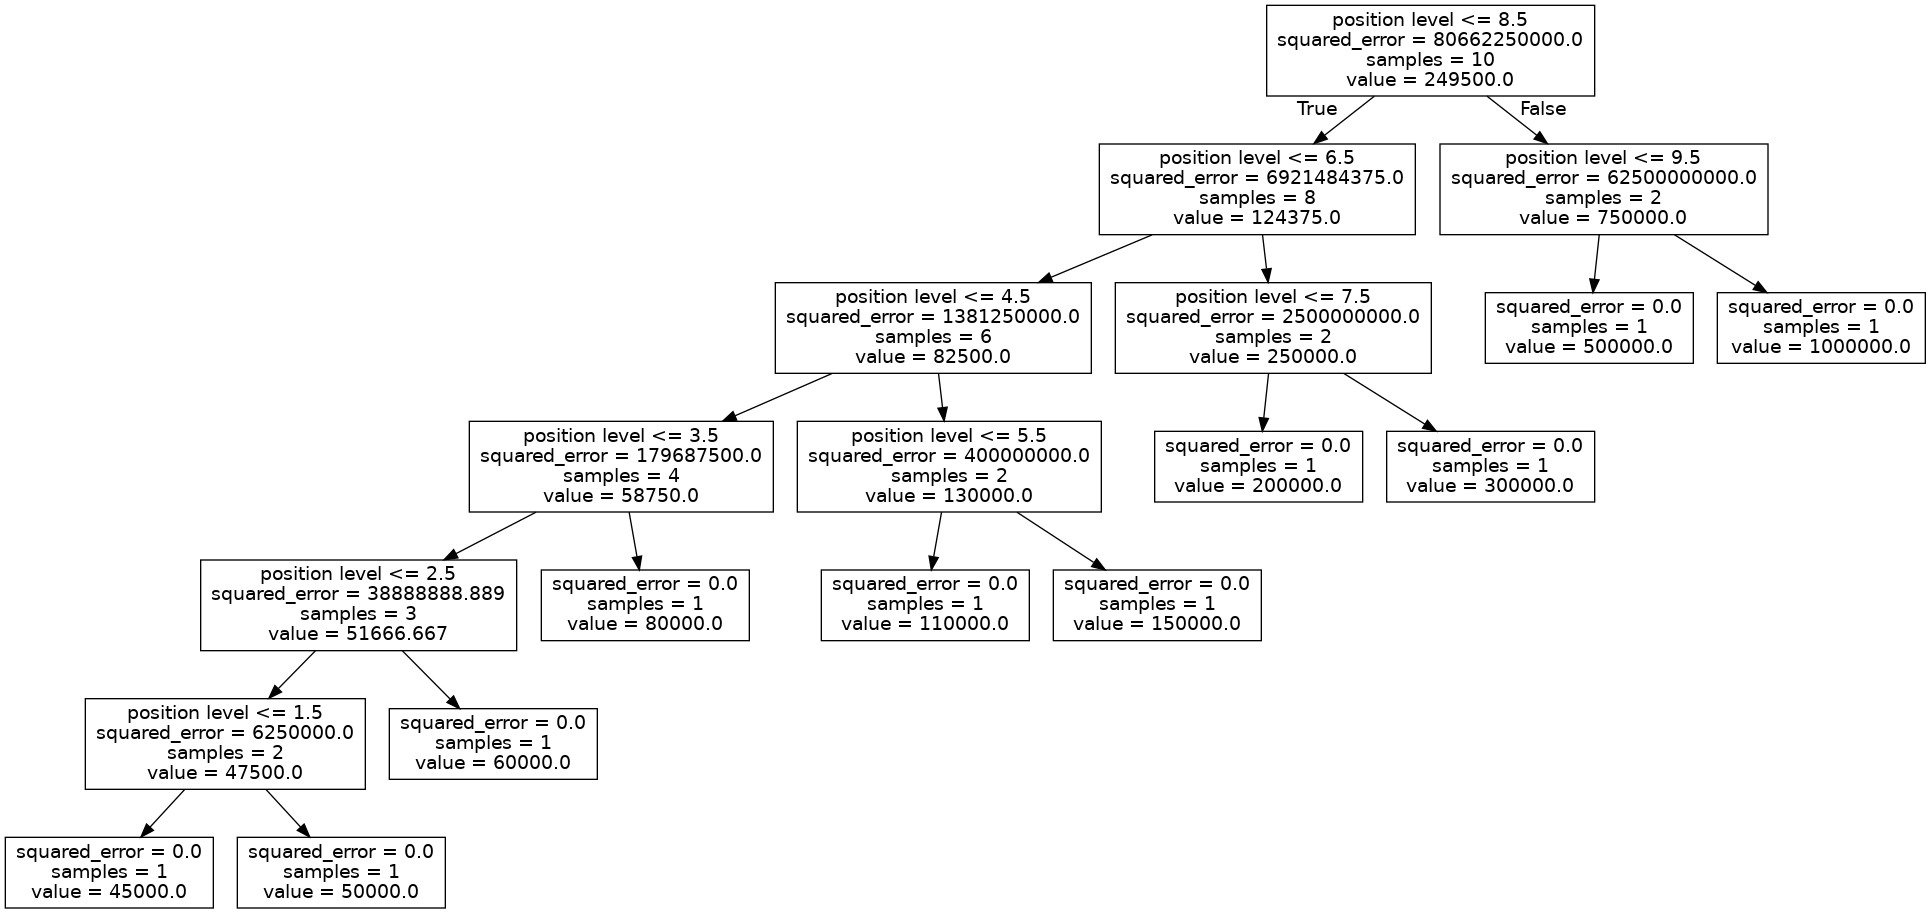 position level <= 8.5
squared_error = 80662250000.0
samples = 10
value = 249500.0
True
False
position level <= 6.5
squared_error = 6921484375.0
samples = 8
value = 124375.0
position level <= 9.5
squared_error = 62500000000.0
samples = 2
value = 750000.0
position level <= 4.5
squared_error = 1381250000.0
samples = 6
value = 82500.0
position level <= 7.5
squared_error = 2500000000.0
samples = 2
value = 250000.0
squared_error = 0.0
samples = 1
value = 500000.0
squared_error = 0.0
samples = 1
value = 1000000.0
position level <= 3.5
squared_error = 179687500.0
samples = 4
value = 58750.0
position level <= 5.5
squared_error = 400000000.0
samples = 2
value = 130000.0
squared_error = 0.0
samples = 1
value = 200000.0
squared_error = 0.0
samples = 1
value = 300000.0
position level <= 2.5
squared_error = 38888888.889
samples = 3
value = 51666.667
squared_error = 0.0
samples = 1
value = 80000.0
squared_error = 0.0
samples = 1
value = 110000.0
squared_error = 0.0
samples = 1
value = 150000.0
position level <= 1.5
squared_error = 6250000.0
samples = 2
value = 47500.0
squared_error = 0.0
samples = 1
value = 60000.0
squared_error = 0.0
samples = 1
value = 45000.0
squared_error = 0.0
samples = 1
value = 50000.0